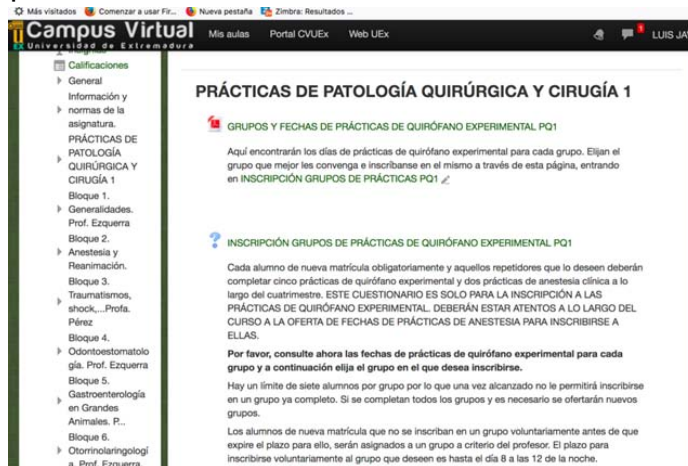 Más visitados Comenzar a usar Fir... Nueva pestaña Zimbra: Resultados ...
Campus Virtual
Universidad de Extremadura
Mis aulas Portal CVUEx Web UEx
1
LUIS JA
Insignias
Calificaciones
General
Información y
normas de la
asignatura.
PRÁCTICAS DE
PATOLOGÍA
QUIRÚRGICA Y
CIRUGÍA 1
Bloque 1.
Generalidades.
Prof. Ezquerra
Bloque 2.
Anestesia y
Reanimación.
Bloque 3.
Traumatismos,
shock,...Profa.
Pérez
Bloque 4.
Odontoestomatolo
gía. Prof. Ezquerra
Bloque 5.
Gastroenterología
en Grandes
Animales. P...
Bloque 6.
Otorrinolaringologí
a. Prof. Ezquerra
PRÁCTICAS DE PATOLOGÍA QUIRÚRGICA Y CIRUGÍA 1
GRUPOS Y FECHAS DE PRÁCTICAS DE QUIRÓFANO EXPERIMENTAL PQ1
Aquí encontrarán los días de prácticas de quirófano experimental para cada grupo. Elijan el
grupo que mejor les convenga e inscríbanse en el mismo a través de esta página, entrando
en INSCRIPCIÓN GRUPOS DE PRÁCTICAS PQ1
INSCRIPCIÓN GRUPOS DE PRÁCTICAS DE QUIRÓFANO EXPERIMENTAL PQ1
Cada alumno de nueva matrícula obligatoriamente y aquellos repetidores que lo deseen deberán
completar cinco prácticas de quirófano experimental y dos prácticas de anestesia clínica a lo
largo del cuatrimestre. ESTE CUESTIONARIO ES SOLO PARA LA INSCRIPCIÓN A LAS
PRÁCTICAS DE QUIRÓFANO EXPERIMENTAL. DEBERÁN ESTAR ATENTOS A LO LARGO DEL
CURSO A LA OFERTA DE FECHAS DE PRÁCTICAS DE ANESTESIA PARA INSCRIBIRSE A
ELLAS.
Por favor, consulte ahora las fechas de prácticas de quirófano experimental para cada
grupo y a continuación elija el grupo en el que desea inscribirse.
Hay un límite de siete alumnos por grupo por lo que una vez alcanzado no le permitirá inscribirse
en un grupo ya completo. Si se completan todos los grupos y es necesario se ofertarán nuevos
grupos.
Los alumnos de nueva matrícula que no se inscriban en un grupo voluntariamente antes de que
expire el plazo para ello, serán asignados a un grupo a criterio del profesor. El plazo para
inscribirse voluntariamente al grupo que deseen es hasta el día 8 a las 12 de la noche.